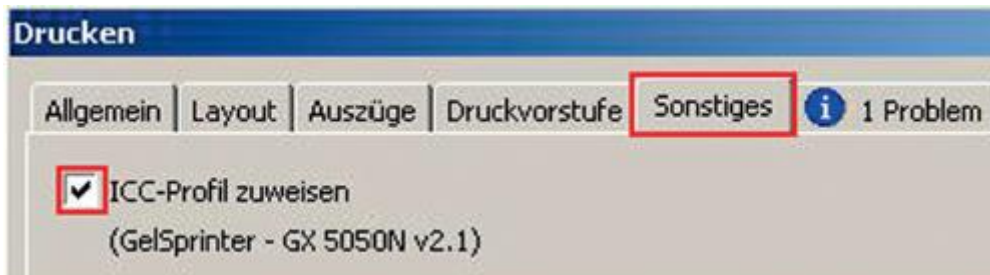 Drucken
Allgemein Layout Auszüge Druckvorstufe Sonstiges 1 Problem
ICC-Profil zuweisen
(GelSprinter - GX 5050N v2.1)